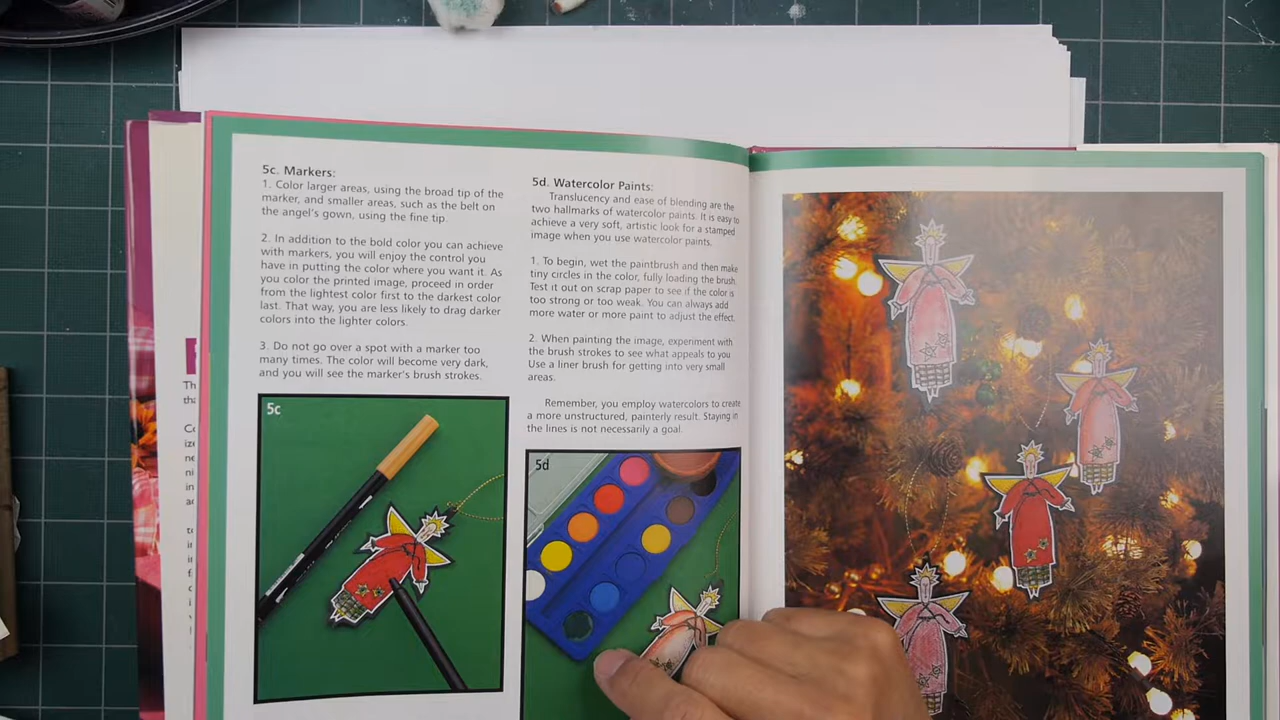 5c. Markers:
1. Color larger areas, using the broad tip of the
marker, and smaller areas, such as the belt on
the angel's gown, using the fine tip.
2. In addition to the bold color you can achieve
with markers, you will enjoy the control you
have in putting the color where you want it. As
you color the printed image, proceed in order
from the lightest color first to the darkest color
last. That way, you are less likely to drag darker
colors into the lighter colors.
3. Do not go over a spot with a marker too
many times. The color will become very dark,
and you will see the marker's brush strokes.
5c
5d. Watercolor Paints:
Translucency and ease of blending are the
two hallmarks of watercolor paints. It is easy to
achieve a very soft, artistic look for a stamped
image when you use watercolor paints.
1. To begin, wet the paintbrush and then make
tiny circles in the color, fully loading the brush.
Test it out on scrap paper to see if the color is
too strong or too weak. You can always add
more water or more paint to adjust the effect.
2. When painting the image, experiment with
the brush strokes to see what appeals to you
Use a liner brush for getting into very small
areas.
Remember, you employ watercolors to create
a more unstructured, painterly result. Staying in
the lines is not necessarily a goal.
5d